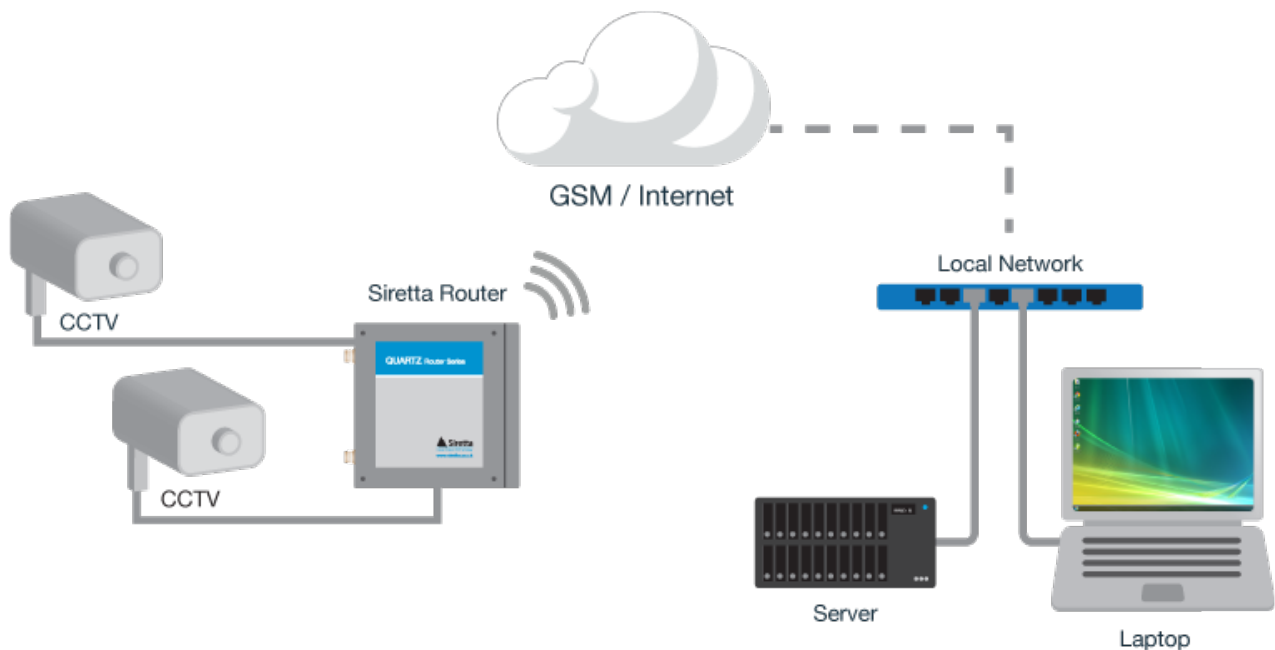 GSM / Internet
Local Network
Siretta Router
CCTV
QUARTZ Router Series
Siretta
CCTV
Server
Laptop